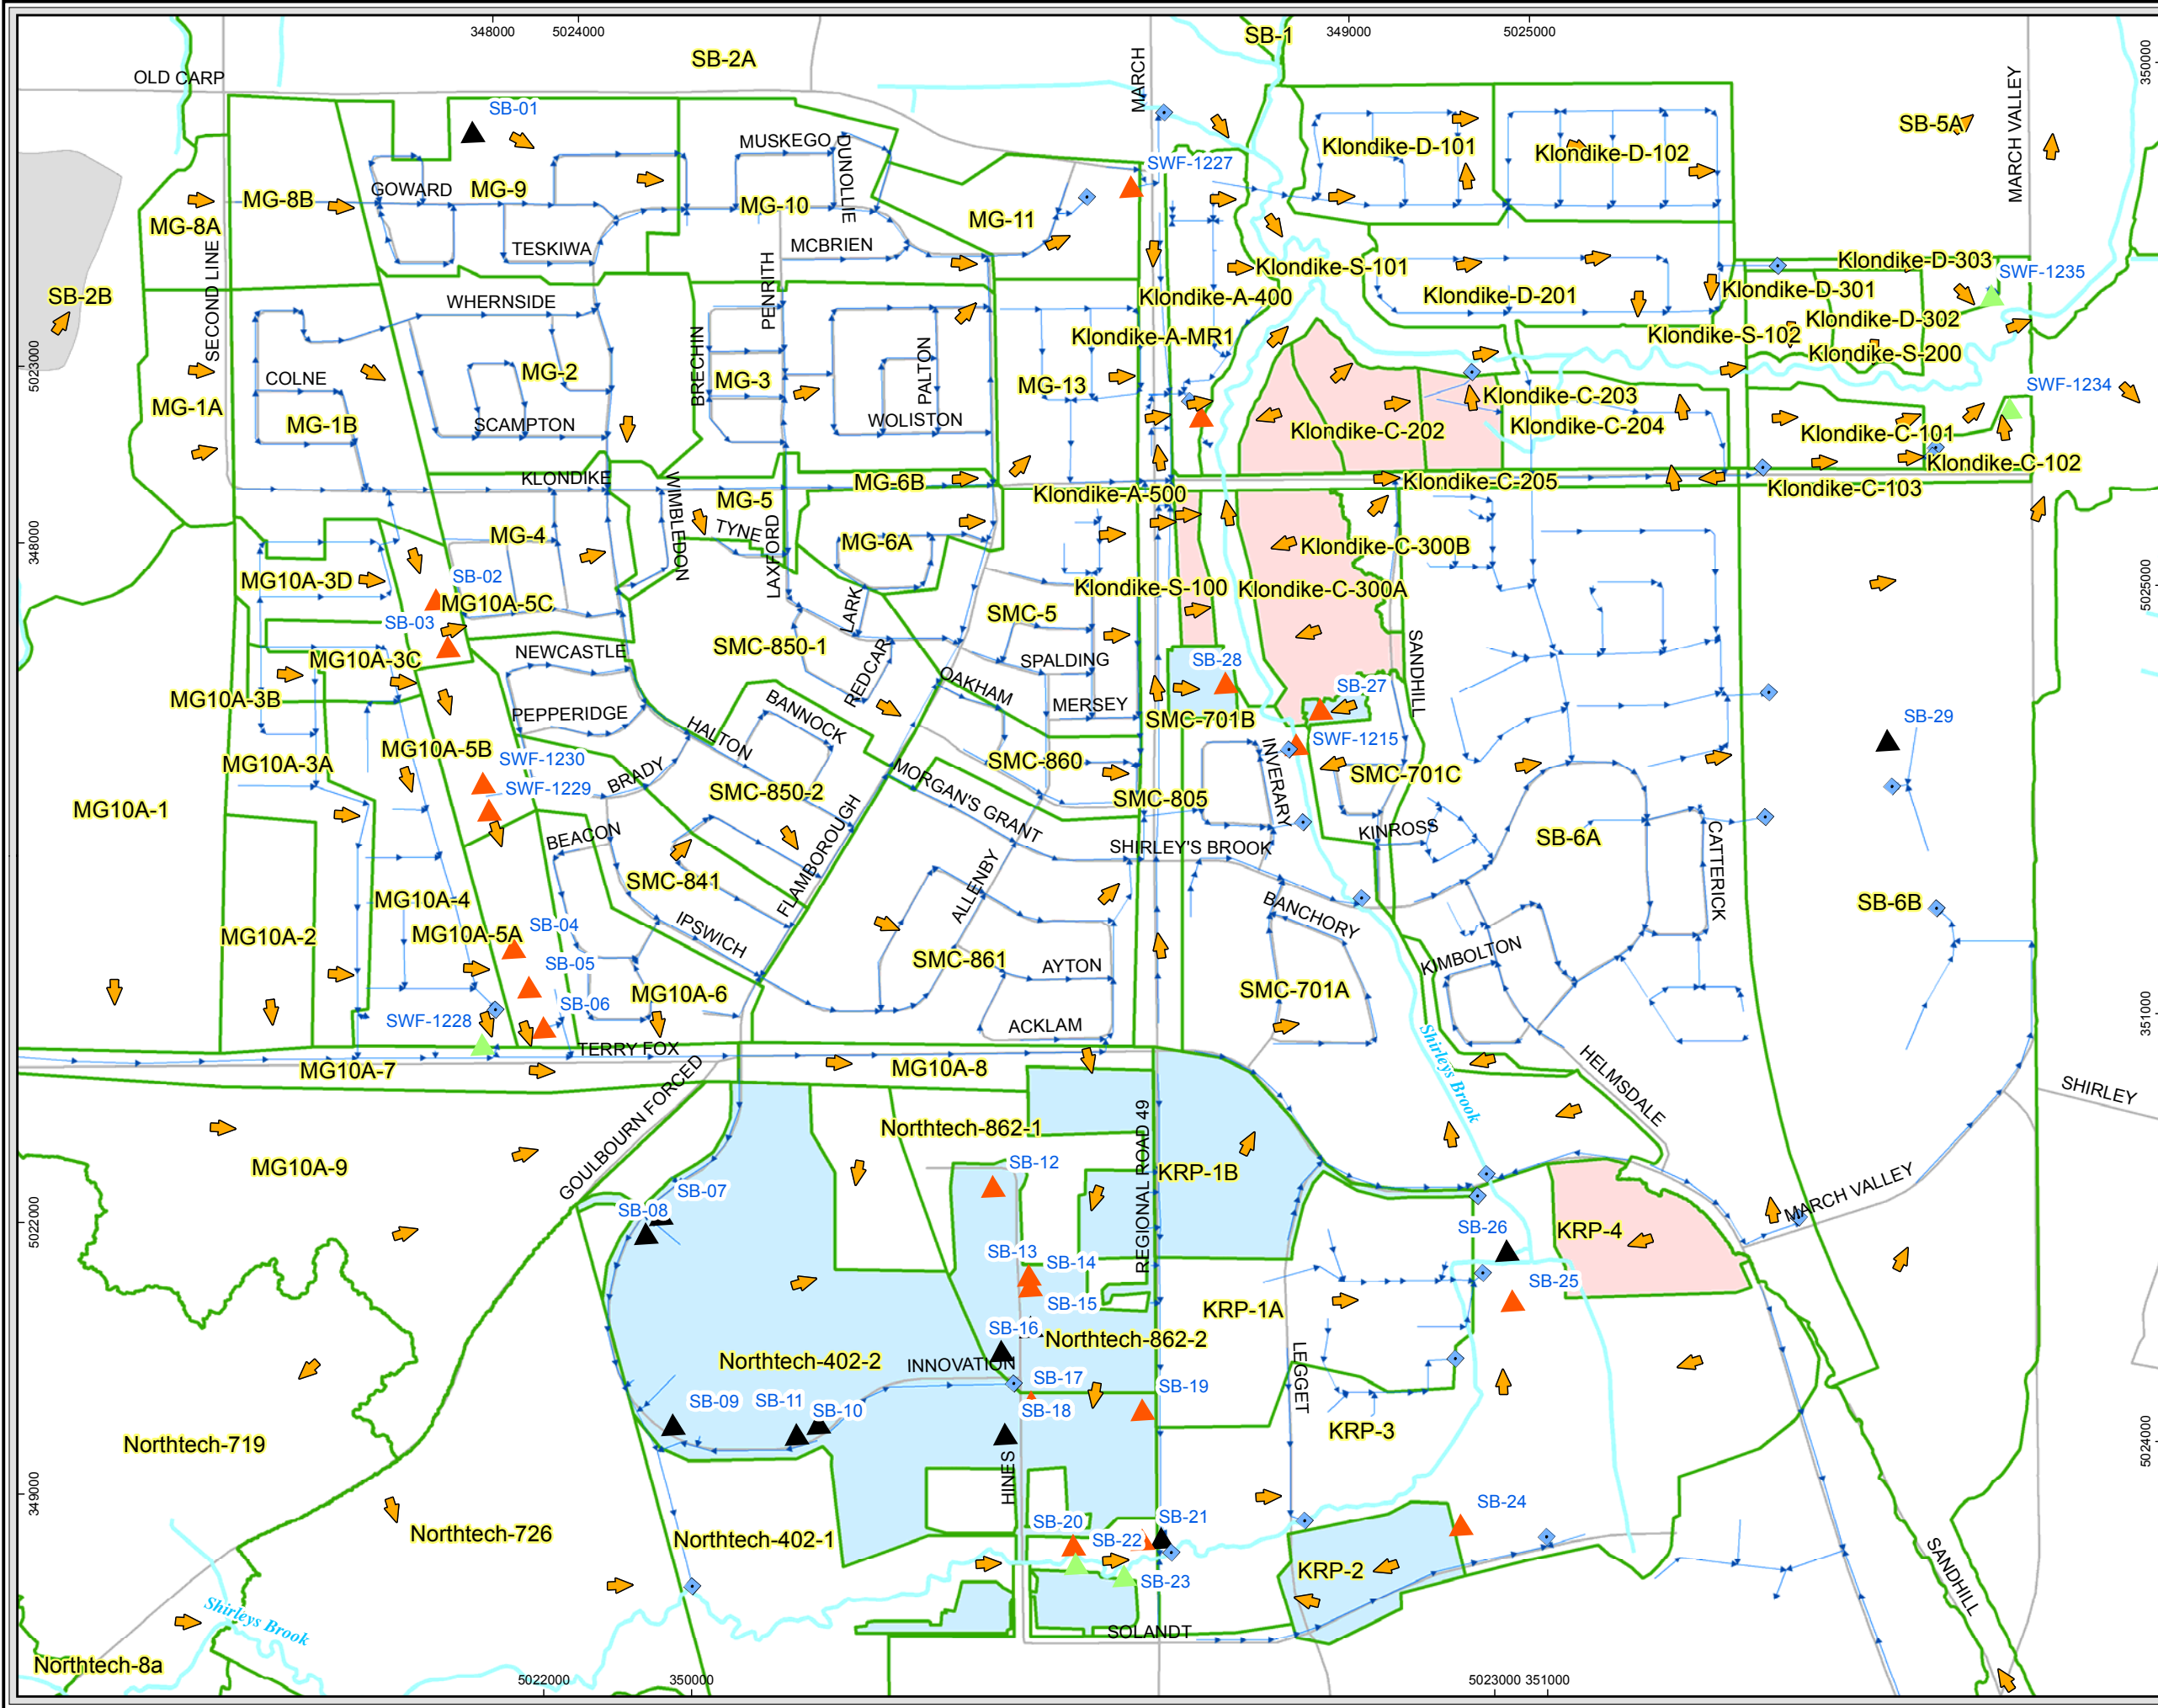 348000
5024000
349000
5025000
SB-1
SB-2A
OLD CARP
MARCH
MARCH VALLEY
350000
SB-01
MUSKEGO
DUNOLLIE
SWF-1227
Klondike-D-101
Klondike-D-102
SB-5A
MG-8B
GOWARD
MG-9
MG-10
MG-11
MG-8A
SECOND LINE
TESKIWA
MCBRIEN
PENRITH
Klondike-S-101
Klondike-D-303
SWF-1235
SB-2B
WHERNSIDE
Klondike-A-400
Klondike-D-201
Klondike-D-301
Klondike-D-302
Klondike-A-MR1
Klondike-S-102
Klondike-S-200
5023000
COLNE
MG-2
BRECHIN
MG-3
PALTON
MG-13
SWF-1234
MG-1A
MG-1B
SCAMPTON
WOLISTON
Klondike-C-203
Klondike-C-202
Klondike-C-204
Klondike-C-101
Klondike-C-102
KLONDIKE
WIMBLEDON
MG-5
MG-6B
Klondike-A-500
Klondike-C-205
Klondike-C-103
348000
MG-4
TYNE
LAXFORD
MG-6A
Klondike-C-300B
MG10A-3D
SB-02
MG10A-5C
SB-03
LARK
SMC-5
Klondike-S-100
Klondike-C-300A
5025000
MG10A-3C
NEWCASTLE
SMC-850-1
REDCAR
SPALDING
SB-28
SANDHILL
MG10A-3B
PEPPERIDGE
BANNOCK
OAKHAM
MERSEY
SB-27
SMC-701B
SB-29
MG10A-3A
MG10A-5B
SWF-1230
HALTON
SMC-860
INVERARY
SWF-1215
SMC-701C
MG10A-1
SWF-1229
BRADY
SMC-850-2
MORGAN'S GRANT
SMC-805
KINROSS
SB-6A
CATTERICK
BEACON
FLAMBOROUGH
SHIRLEY'S BROOK
SMC-841
ALLENBY
MG10A-4
SB-6B
MG10A-2
MG10A-5A
SB-04
IPSWICH
BANCHORY
SB-05
SMC-861
AYTON
KIMBOLTON
SB-06
MG10A-6
SMC-701A
351000
SWF-1228
ACKLAM
TERRY FOX
MG10A-7
MG10A-8
Shirleys Brook
HELMSDALE
SHIRLEY
GOULBOURN FORCED
Northtech-862-1
REGIONAL ROAD 49
MG10A-9
SB-12
KRP-1B
SB-07
SB-08
MARCH VALLEY
5022000
SB-13
SB-14
SB-26
KRP-4
SB-25
SB-15
KRP-1A
SB-16
Northtech-862-2
Northtech-402-2
INNOVATION
SB-17
SB-19
LEGGET
SB-09
SB-11
SB-10
SB-18
KRP-3
Northtech-719
5024000
HINES
349000
SB-20
SB-21
SB-24
Northtech-726
Northtech-402-1
SB-22
SB-23
KRP-2
SANDHILL
Shirleys Brook
SOLANDT
Northtech-8a
5022000
350000
5023000
351000